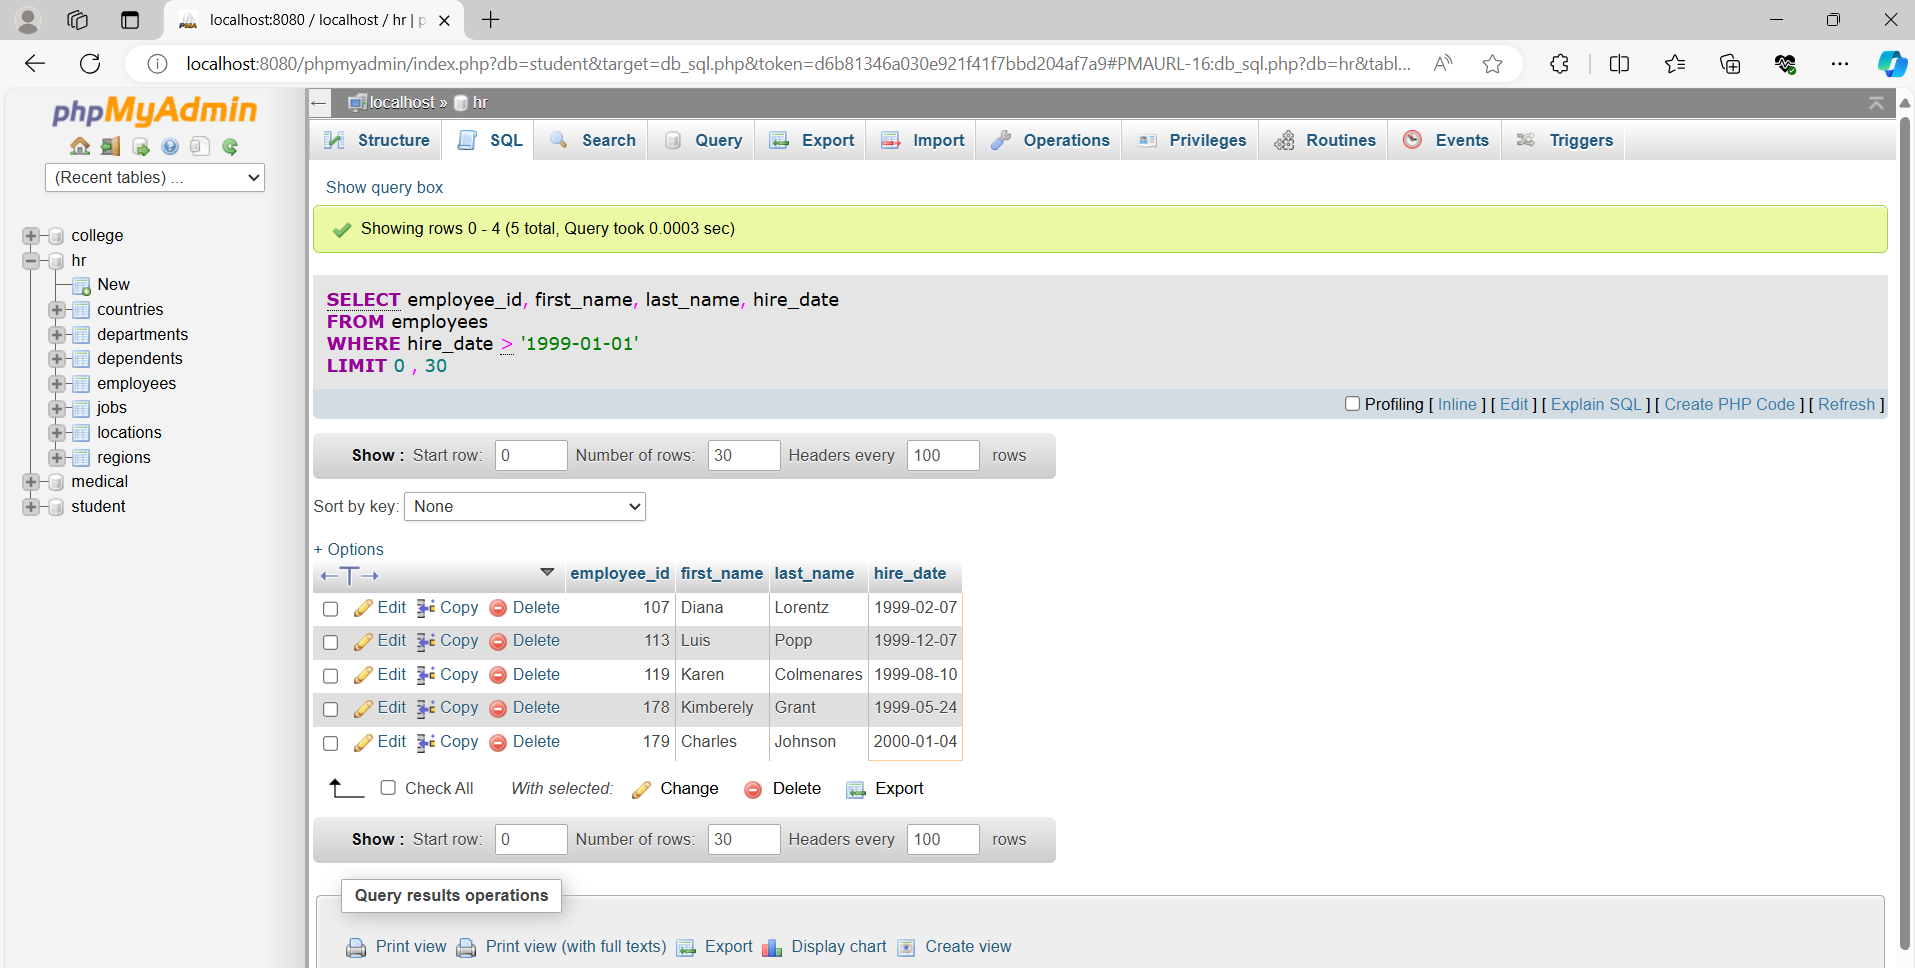 localhost:8080 / localhost / hr | p
localhost:8080/phpmyadmin/index.php?db=student&target=db_sql.php&token=d6b81346a030e921f41f7bbd204af7a9#PMAURL-16:db_sql.php?db=hr&tabl...
phpMyAdmin
(Recent tables) ...
college
hr
New
countries
departments
dependents
employees
jobs
locations
regions
medical
student
localhost » hr
Structure SQL Search Query Export Import Operations Privileges Routines Events Triggers
Show query box
Showing rows 0 - 4 (5 total, Query took 0.0003 sec)
SELECT employee_id, first_name, last_name, hire_date
FROM employees
WHERE hire_date > '1999-01-01'
LIMIT 0 , 30
Profiling [ Inline ] [ Edit ] [ Explain SQL ] [ Create PHP Code ] [ Refresh ]
Show : Start row: 0 Number of rows: 30 Headers every 100 rows
Sort by key: None
+ Options
←T→ employee_id first_name last_name hire_date
Edit Copy Delete 107 Diana Lorentz 1999-02-07
Edit Copy Delete 113 Luis Popp 1999-12-07
Edit Copy Delete 119 Karen Colmenares 1999-08-10
Edit Copy Delete 178 Kimberely Grant 1999-05-24
Edit Copy Delete 179 Charles Johnson 2000-01-04
Check All With selected: Change Delete Export
Show : Start row: 0 Number of rows: 30 Headers every 100 rows
Query results operations
Print view Print view (with full texts) Export Display chart Create view